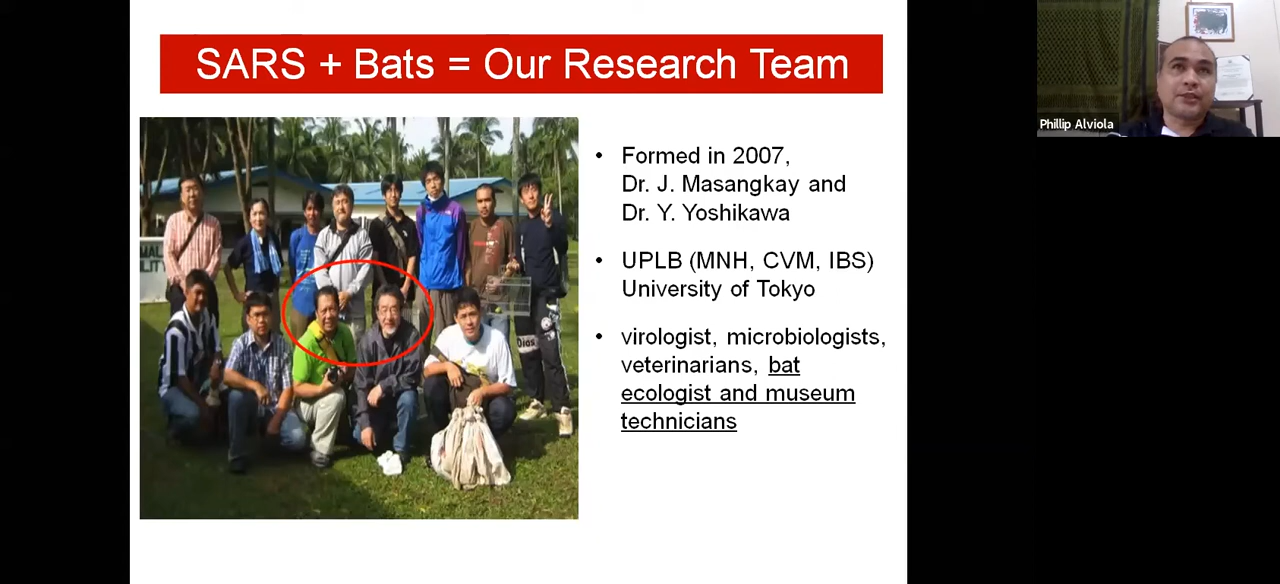 SARS + Bats = Our Research Team
• Formed in 2007,
Dr. J. Masangkay and
Dr. Y. Yoshikawa
• UPLB (MNH, CVM, IBS)
University of Tokyo
• virologist, microbiologists,
veterinarians, bat
ecologist and museum
technicians
Phillip Alviola